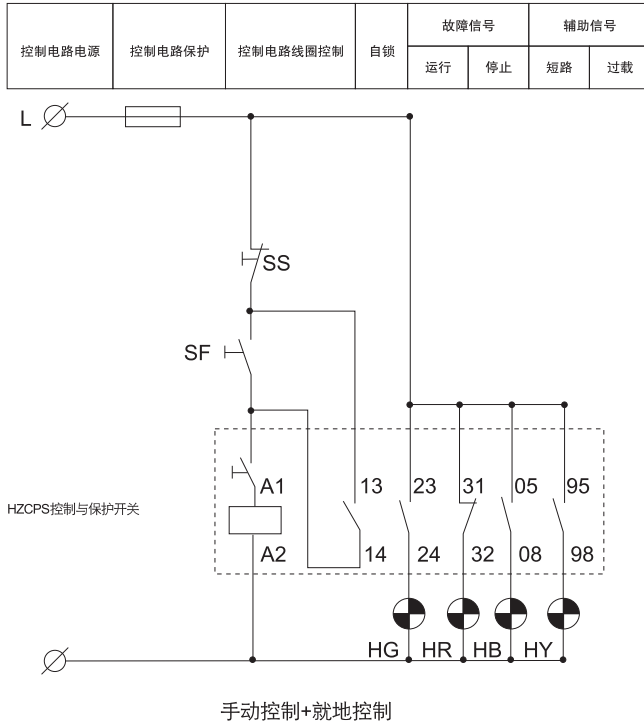 控制电路电源 控制电路保护 控制电路线圈控制 自锁 故障信号 辅助信号
运行 停止 短路 过载
L
SS
SF
A1 13 23 31 05 95
HZCPS控制与保护开关
A2 14 24 32 08 98
HG HR HB HY
手动控制+就地控制